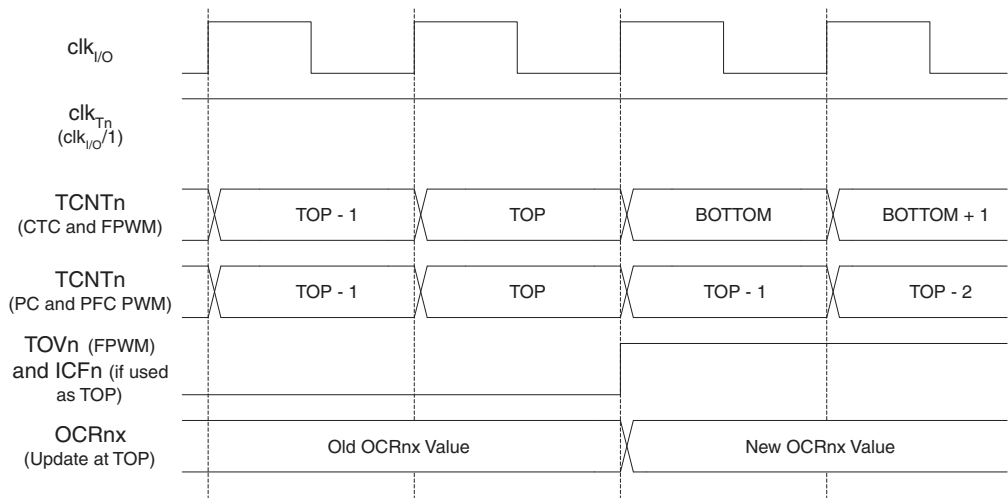 clkI/O
clkTn
(clkI/O/1)
TCNTn
(CTC and FPWM)
TOP - 1
TOP
BOTTOM
BOTTOM + 1
TCNTn
(PC and PFC PWM)
TOP - 1
TOP
TOP - 1
TOP - 2
TOVn (FPWM)
and ICFn (if used
as TOP)
OCRnx
(Update at TOP)
Old OCRnx Value
New OCRnx Value